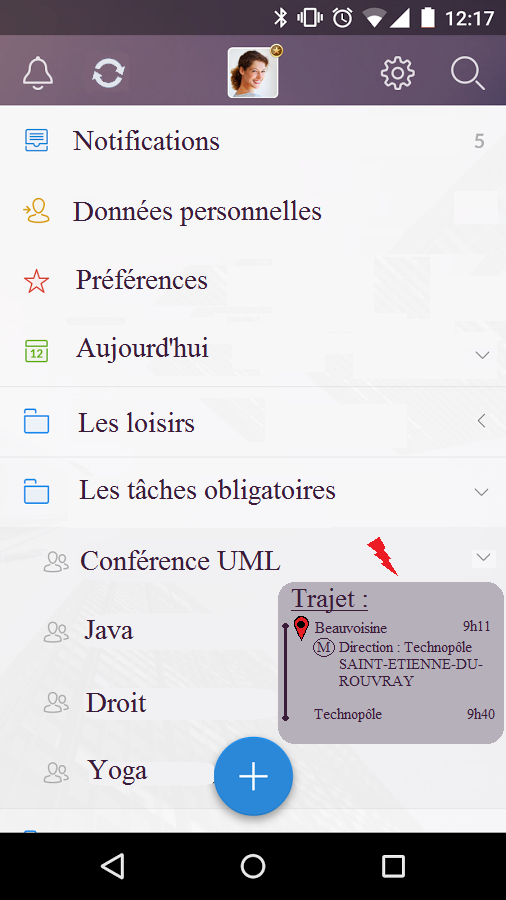 12:17
Notifications 5
Données personnelles
Préférences
12 Aujourd'hui
Les loisirs
Les tâches obligatoires
Conférence UML
Trajet :
Beauvoisine 9h11
M Direction : Technopôle
SAINT-ETIENNE-DU-
ROUVRAY
Technopôle 9h40
Java
Droit
Yoga